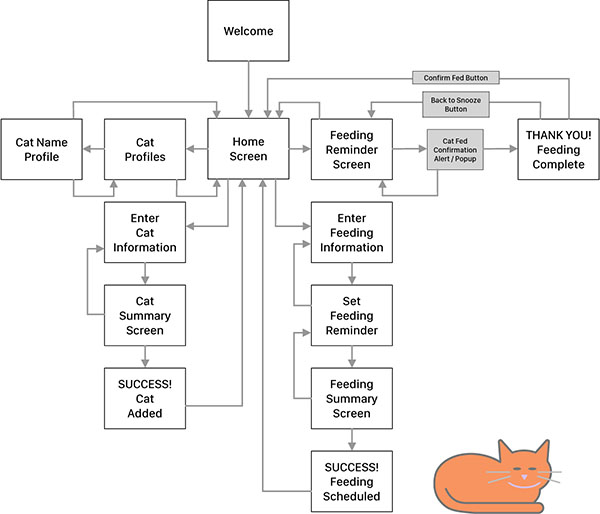 Welcome
Confirm Fed Button
Back to Snooze
Button
Cat Name
Profile
Cat
Profiles
Home
Screen
Feeding
Reminder
Screen
Cat Fed
Confirmation
Alert / Popup
THANK YOU!
Feeding
Complete
Enter
Cat
Information
Enter
Feeding
Information
Cat
Summary
Screen
Set
Feeding
Reminder
SUCCESS!
Cat
Added
Feeding
Summary
Screen
SUCCESS!
Feeding
Scheduled